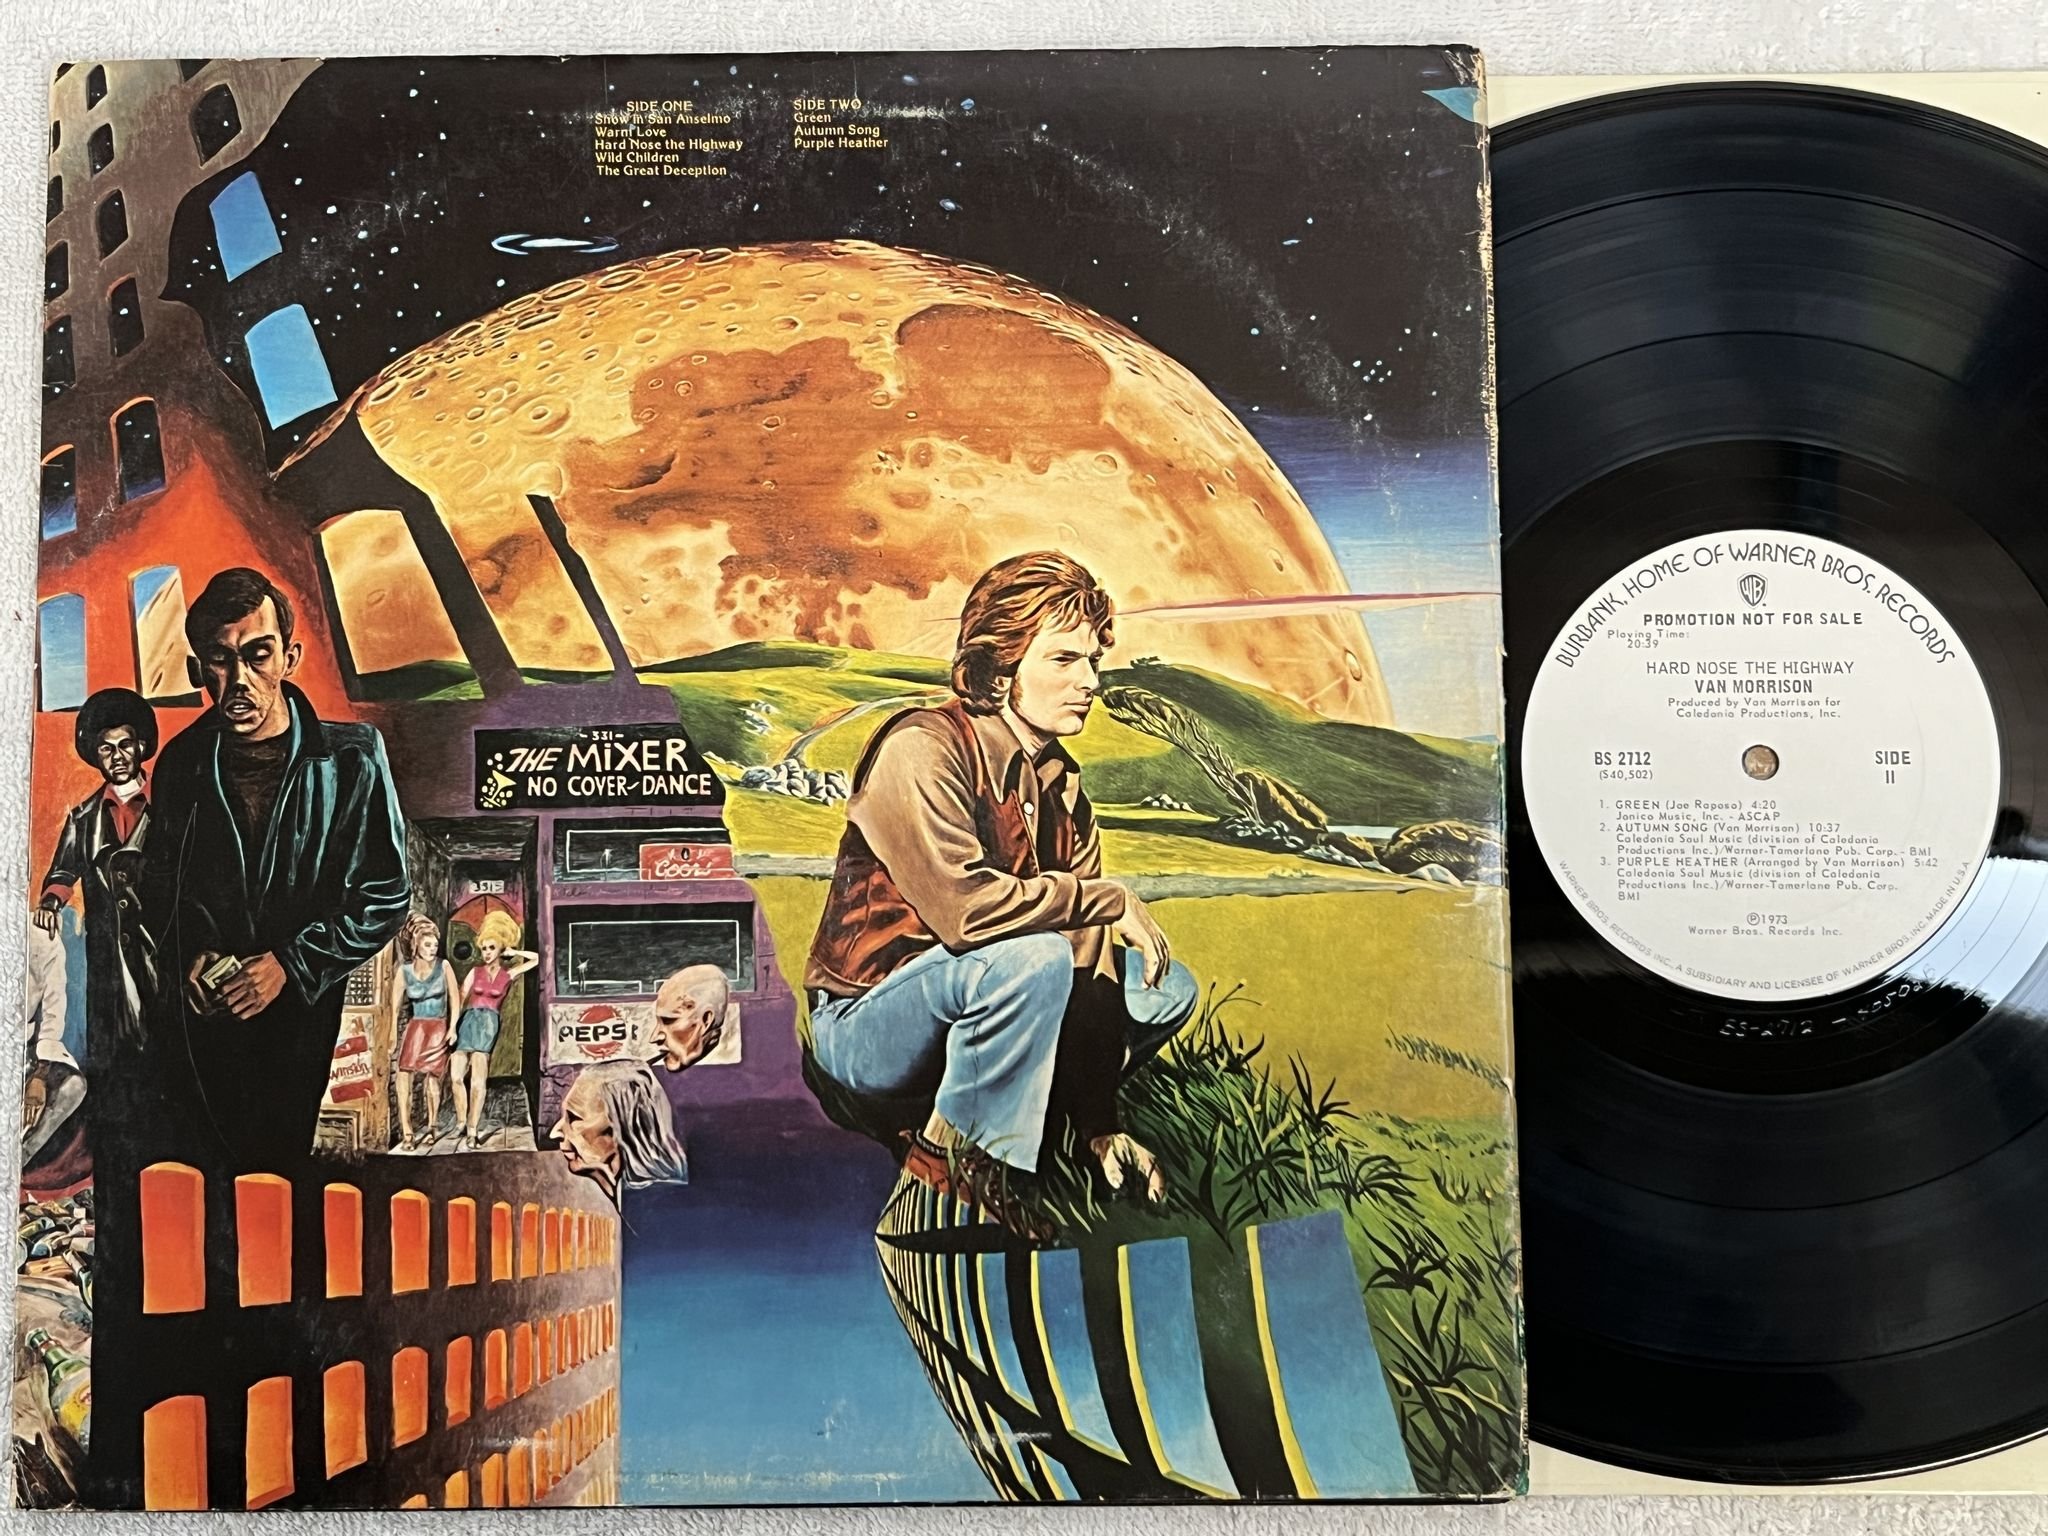 SIDE ONE
Snow in San Anselmo
Warm Love
Hard Nose the Highway
Wild Children
The Great Deception
SIDE TWO
Green
Autumn Song
Purple Heather
-331-
THE MiXER
NO COVER-DANCE
Coors
331½
PEPSI
Winston
BURBANK, HOME OF WARNER BROS. RECORDS
WB
PROMOTION NOT FOR SALE
Playing Time:
20:39
HARD NOSE THE HIGHWAY
VAN MORRISON
Produced by Van Morrison for
Caledonia Productions, Inc.
BS 2712
(S40,502)
SIDE
II
1. GREEN (Joe Raposo) 4:20
Jonico Music, Inc. - ASCAP
2. AUTUMN SONG (Van Morrison) 10:37
Caledonia Soul Music (division of Caledonia
Productions Inc.)/Warner-Tamerlane Pub. Corp. - BMI
3. PURPLE HEATHER (Arranged by Van Morrison) 5:42
Caledonia Soul Music (division of Caledonia
Productions Inc.)/Warner-Tamerlane Pub. Corp.
BMI
℗1973
Warner Bros. Records Inc.
WARNER BROS. RECORDS INC., A SUBSIDIARY AND LICENSEE OF WARNER BROS. INC. MADE IN U.S.A.